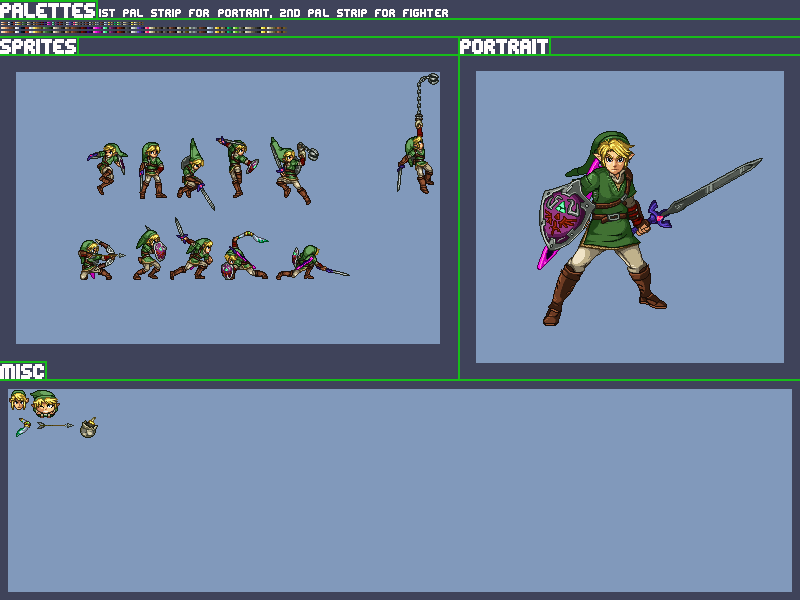 PALETTES 1ST PAL STRIP FOR PORTRAIT, 2ND PAL STRIP FOR FIGHTER
SPRITES
PORTRAIT
MISC